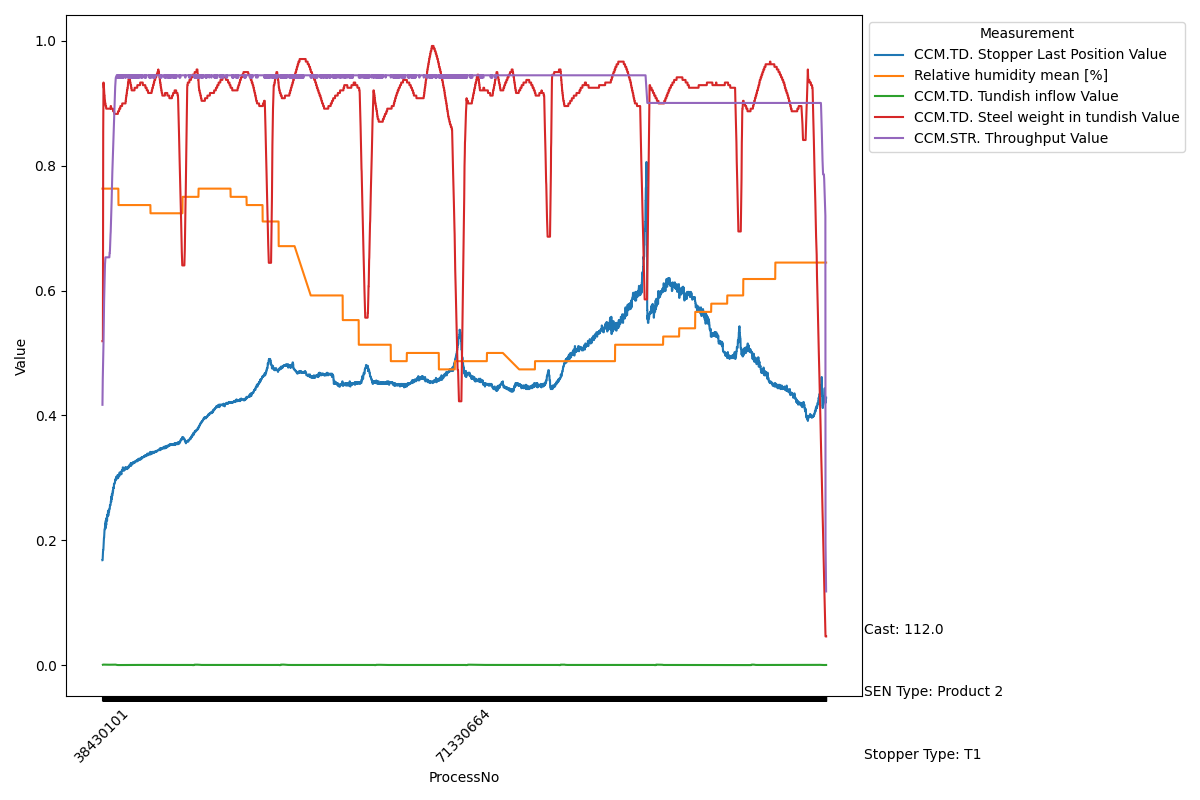 Measurement
CCM.TD. Stopper Last Position Value
Relative humidity mean [%]
CCM.TD. Tundish inflow Value
CCM.TD. Steel weight in tundish Value
CCM.STR. Throughput Value
1.0
0.8
0.6
0.4
0.2
0.0
Value
38430101
71330664
ProcessNo
Cast: 112.0
SEN Type: Product 2
Stopper Type: T1